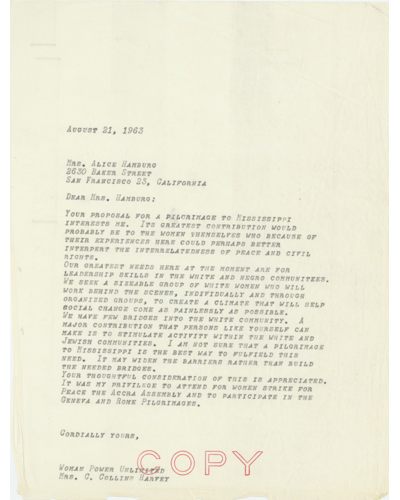 August 21, 1963
Mrs. Alice Hamburg
2630 Baker Street
San Francisco 23, California
Dear Mrs. Hamburg:
Your proposal for a pilgrimage to Mississippi
interests me. Its greatest contribution would
probably be to the women themselves who because of
their experiences here could perhaps better
interpert the interrelatedness of peace and civil
rights.
Our greatest needs here at the moment are for
leadership skills in the white and Negro communities.
We seek a sizeable group of white women who will
work behind the scenes, individually and through
organized groups, to create a climate that will help
social change come as painlessly as possible.
We have few bridges into the white community. A
major contribution that persons like yourself can
make is to stimulate activity within the white and
Jewish communities. I am not sure that a pilgrimage
to Mississippi is the best way to fulfield this
need. It may widen the barriers rather than build
the needed bridges.
Your thoughtful consideration of this is appreciated.
It was my privilege to attend for Women Strike for
Peace the Accra Assembly and to participate in the
Geneva and Rome Pilgrimages.
Cordially yours,
COPY
Woman Power Unlimited
Mrs. C. Collins Harvey